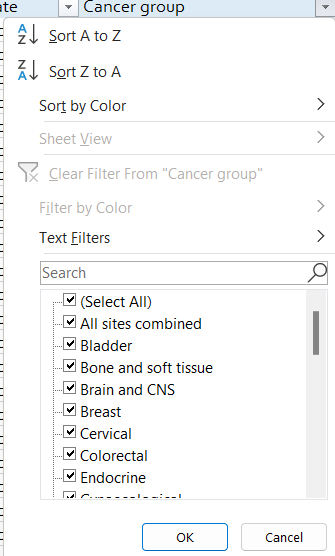 Cancer group
Sort A to Z
Sort Z to A
Sort by Color
Sheet View
Clear Filter From "Cancer group"
Filter by Color
Text Filters
Search
(Select All)
All sites combined
Bladder
Bone and soft tissue
Brain and CNS
Breast
Cervical
Colorectal
Endocrine
Gynaecological
OK Cancel